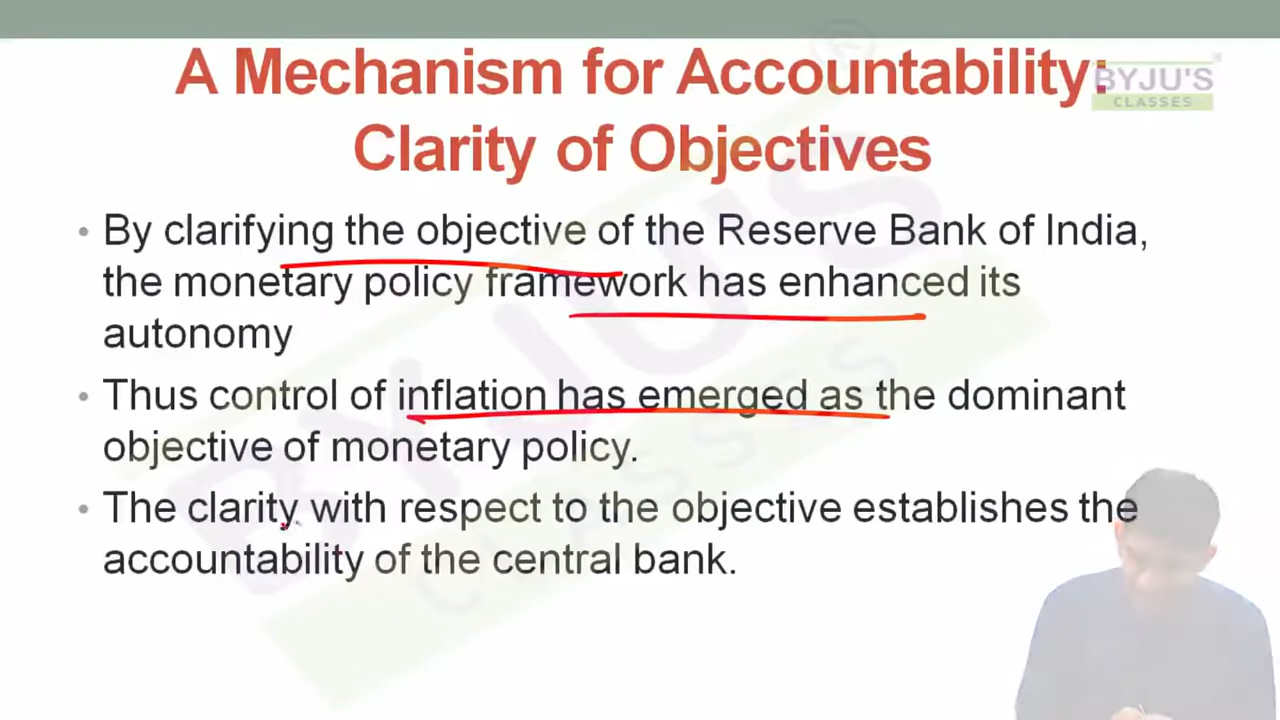 A Mechanism for Accountability:
BYJU'S
CLASSES
Clarity of Objectives
• By clarifying the objective of the Reserve Bank of India,
the monetary policy framework has enhanced its
autonomy
• Thus control of inflation has emerged as the dominant
objective of monetary policy.
• The clarity with respect to the objective establishes the
accountability of the central bank.
BYJU'S
CLASSES